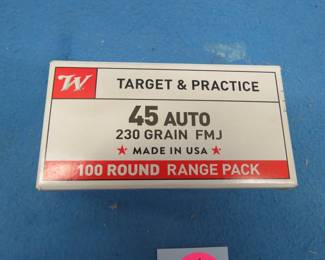 W
TARGET & PRACTICE
45 AUTO
230 GRAIN FMJ
★ MADE IN USA ★
100 ROUND RANGE PACK